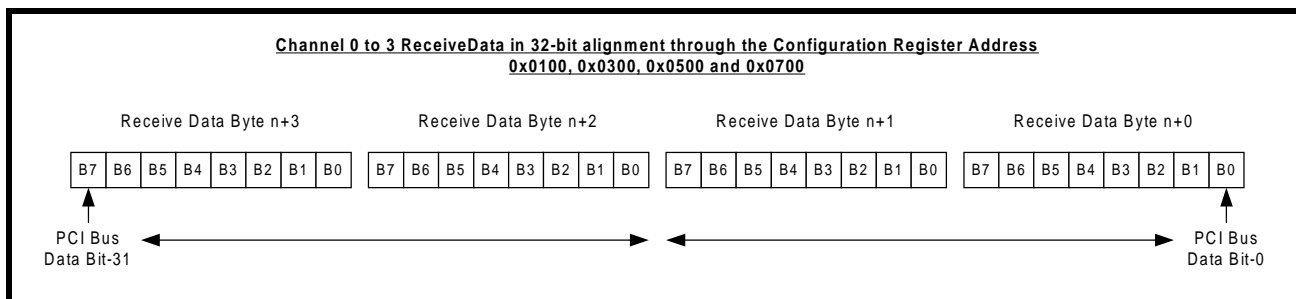 Channel 0 to 3 ReceiveData in 32-bit alignment through the Configuration Register Address
0x0100, 0x0300, 0x0500 and 0x0700
Receive Data Byte n+3 Receive Data Byte n+2 Receive Data Byte n+1 Receive Data Byte n+0
B7 B6 B5 B4 B3 B2 B1 B0 B7 B6 B5 B4 B3 B2 B1 B0 B7 B6 B5 B4 B3 B2 B1 B0 B7 B6 B5 B4 B3 B2 B1 B0
PCI Bus PCI Bus
Data Bit-31 Data Bit-0